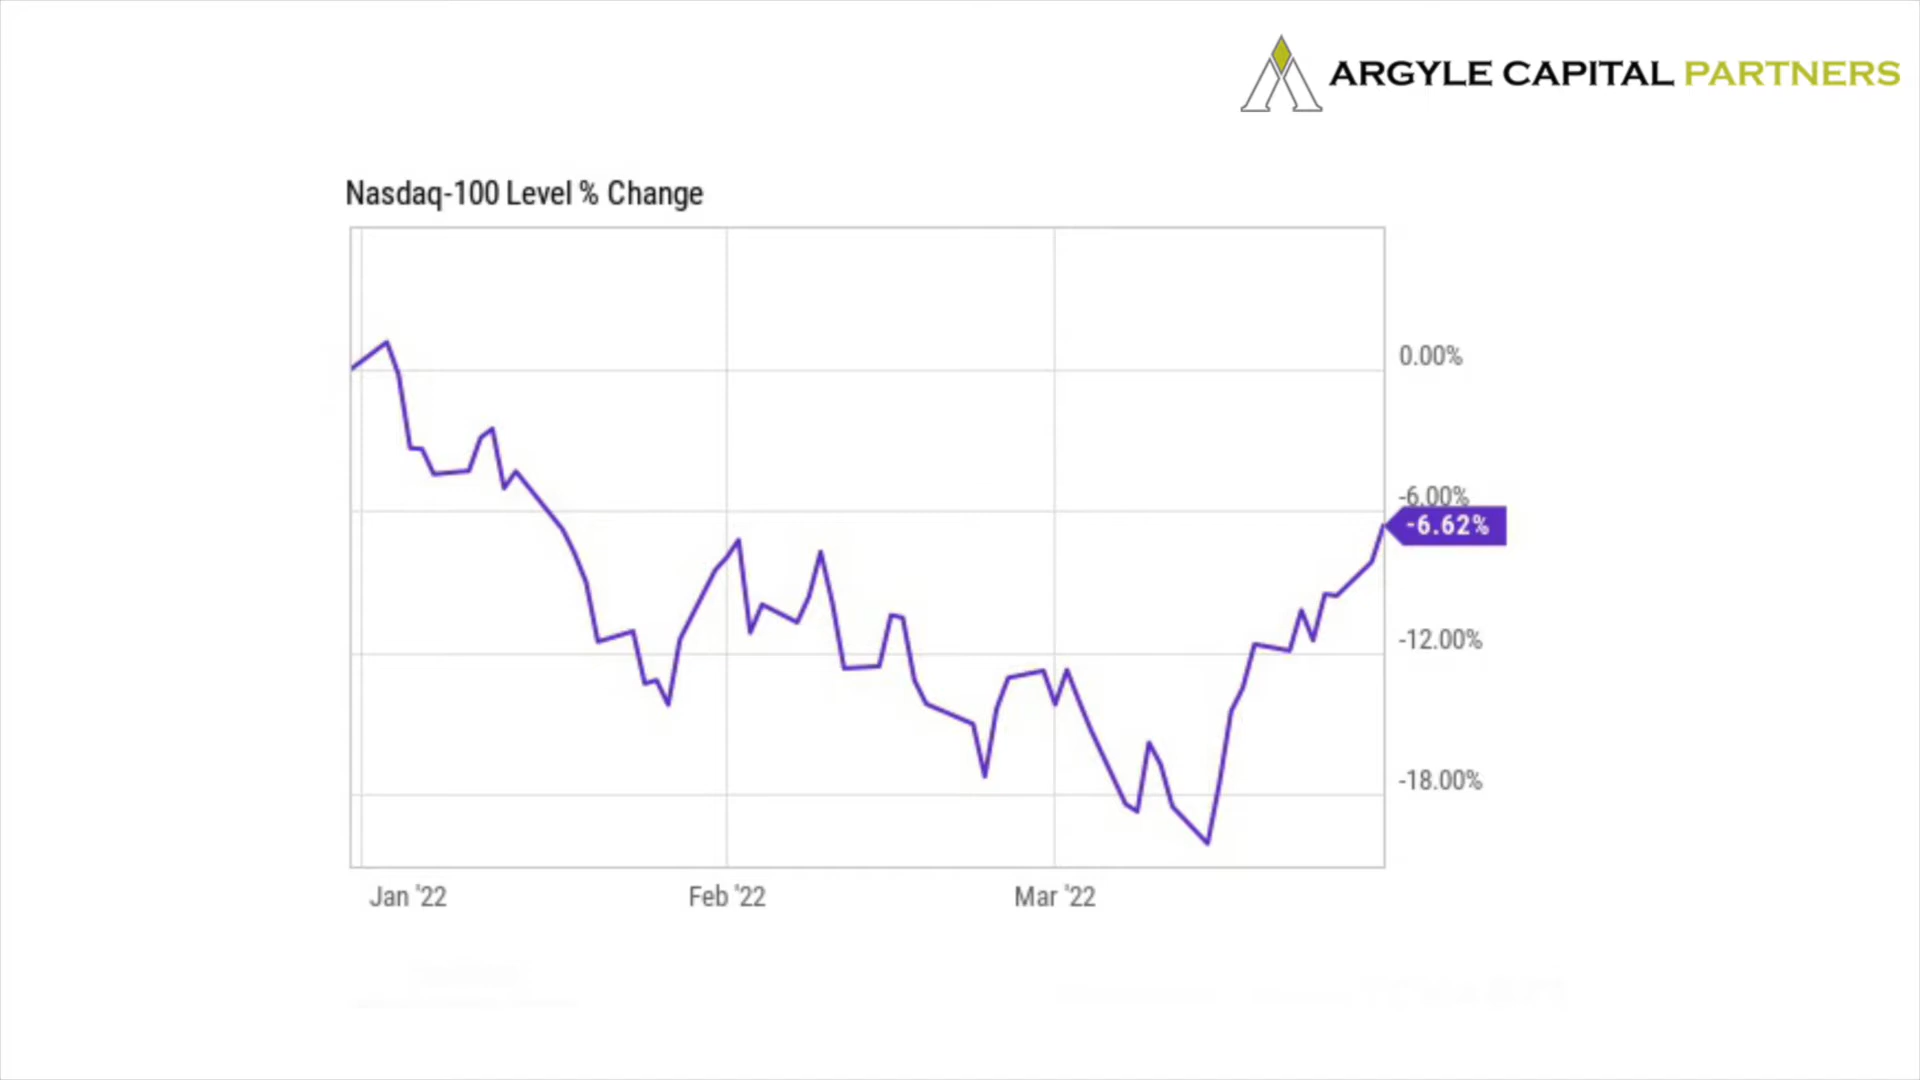 ARGYLE CAPITAL PARTNERS
Nasdaq-100 Level % Change
0.00%
-6.00%
-6.62%
-12.00%
-18.00%
Jan '22
Feb '22
Mar '22